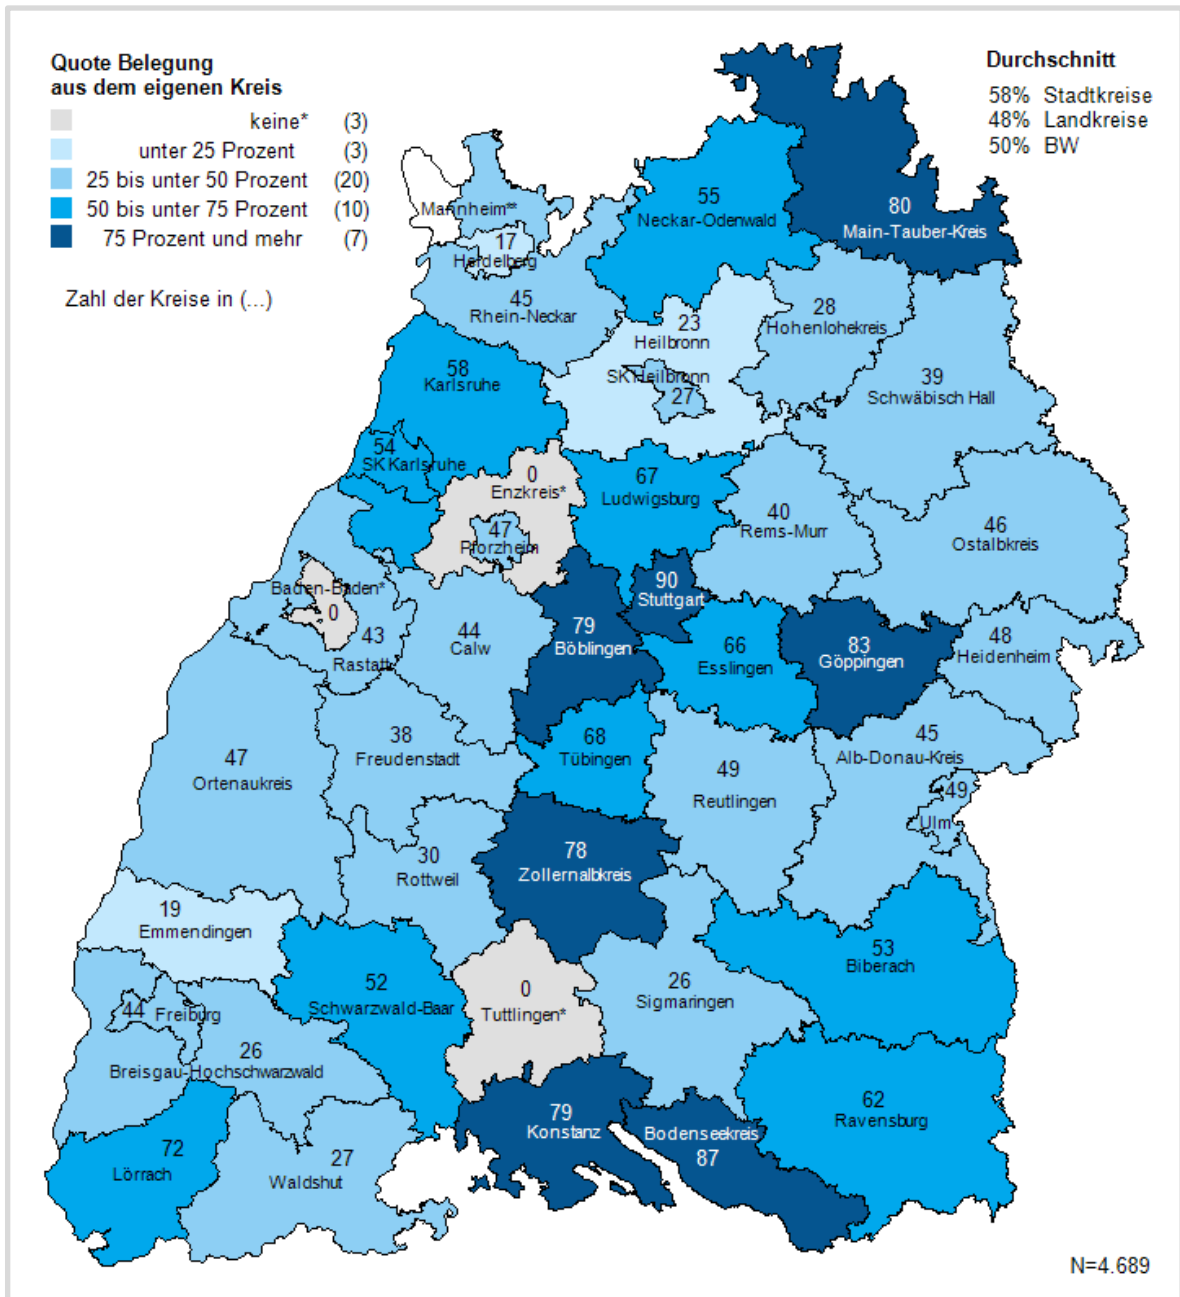 Quote Belegung
aus dem eigenen Kreis
keine* (3)
unter 25 Prozent (3)
25 bis unter 50 Prozent (20)
50 bis unter 75 Prozent (10)
75 Prozent und mehr (7)
Zahl der Kreise in (...)
Durchschnitt
58% Stadtkreise
48% Landkreise
50% BW
55
Neckar-Odenwald
80
Main-Tauber-Kreis
Mannheim**
17
Heidelberg
45
Rhein-Neckar
23
Heilbronn
28
Hohenlohekreis
SK Heilbronn
27
39
Schwäbisch Hall
58
Karlsruhe
54
SK Karlsruhe
0
Enzkreis*
47
Pforzheim
67
Ludwigsburg
40
Rems-Murr
46
Ostalbkreis
Baden-Baden*
0
43
Rastatt
44
Calw
79
Böblingen
90
Stuttgart
66
Esslingen
83
Göppingen
48
Heidenheim
47
Ortenaukreis
38
Freudenstadt
68
Tübingen
49
Reutlingen
45
Alb-Donau-Kreis
49
Ulm
30
Rottweil
78
Zollernalbkreis
19
Emmendingen
52
Schwarzwald-Baar
0
Tuttlingen*
26
Sigmaringen
53
Biberach
44 Freiburg
26
Breisgau-Hochschwarzwald
72
Lörrach
27
Waldshut
79
Konstanz
Bodenseekreis
87
62
Ravensburg
N=4.689